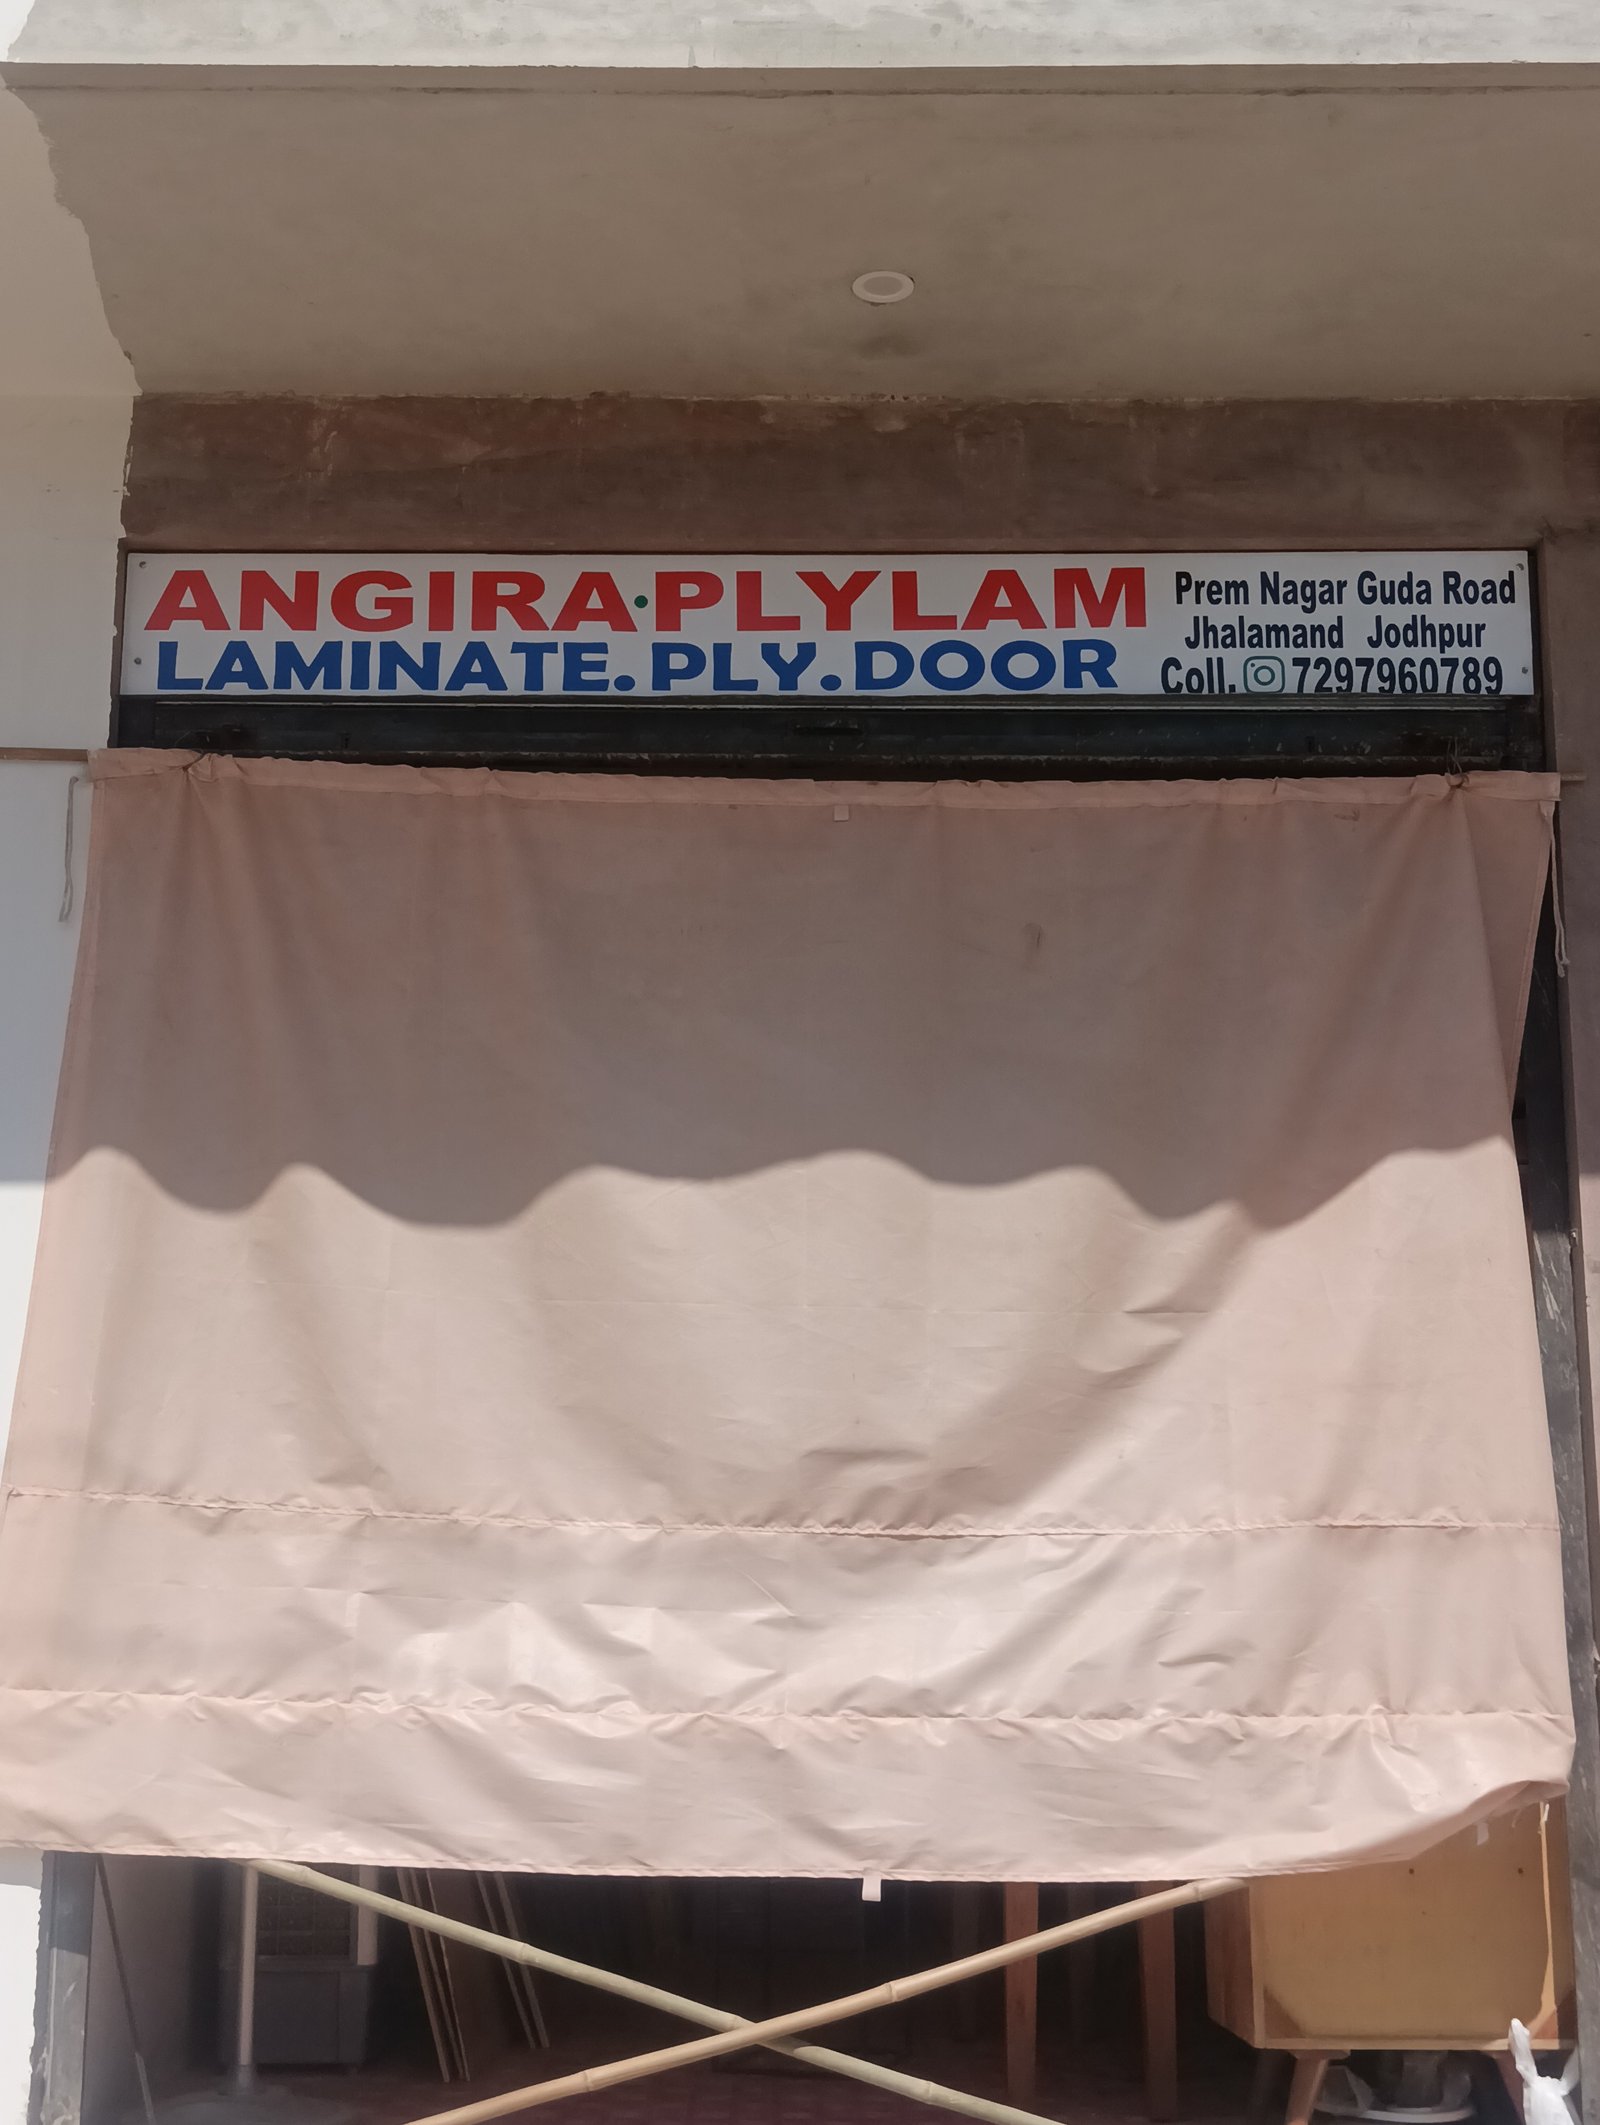 ANGIRA·PLYLAM
LAMINATE.PLY.DOOR
Prem Nagar Guda Road
Jhalamand Jodhpur
Coll. 7297960789